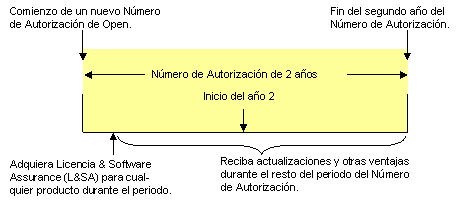 Comienzo de un nuevo Número
de Autorización de Open.
Fin del segundo año del
Número de Autorización.
Número de Autorización de 2 años
Inicio del año 2
Adquiera Licencia & Software
Assurance (L&SA) para cual-
quier producto durante el periodo.
Reciba actualizaciones y otras ventajas
durante el resto del periodo del Número
de Autorización.